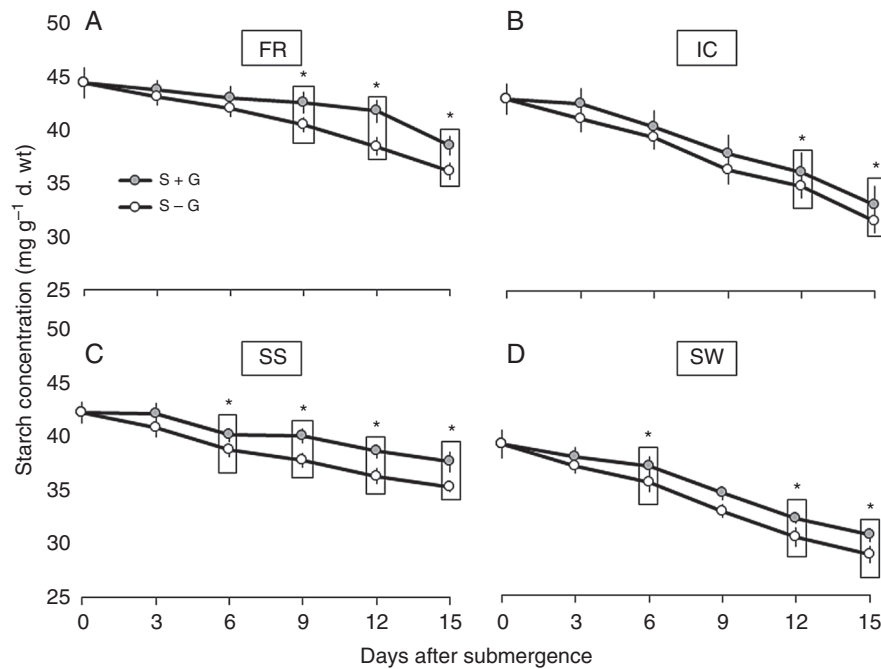 A
FR
50
45
40
35
30
25
* * *
S + G
S – G
B
IC
* *
Starch concentration (mg g⁻¹ d. wt)
C
SS
50
45
40
35
30
25
* * * *
0 3 6 9 12 15
D
SW
* * *
0 3 6 9 12 15
Days after submergence